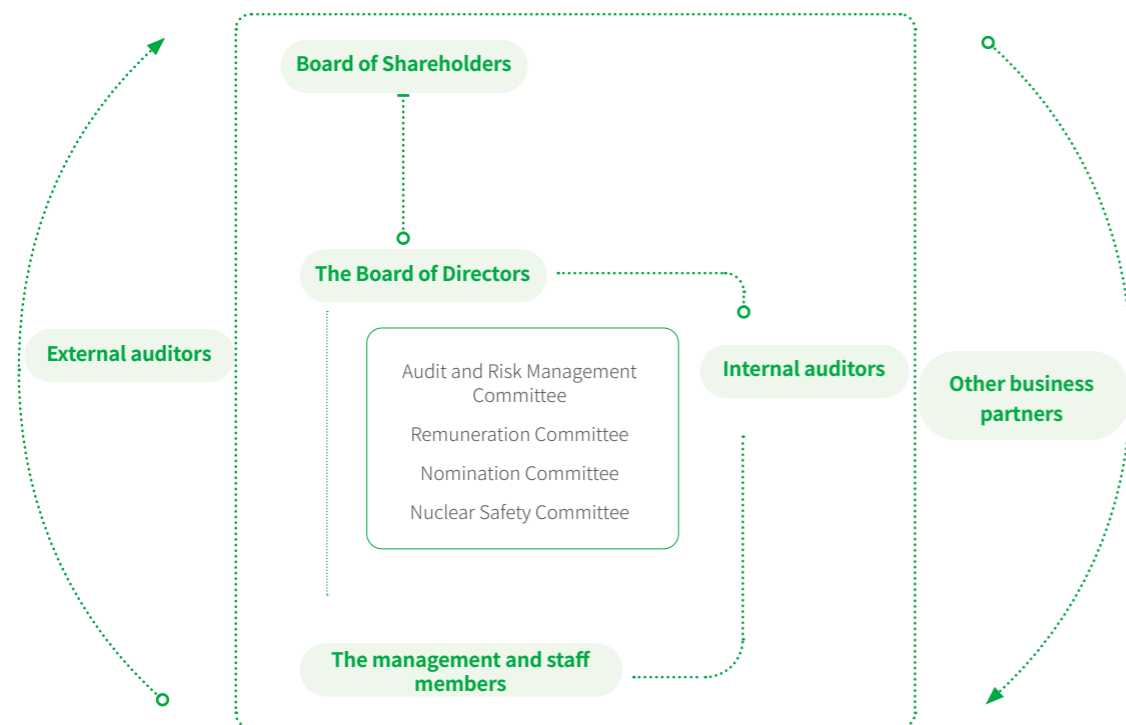 Board of Shareholders
The Board of Directors
External auditors
Audit and Risk Management
Committee
Remuneration Committee
Nomination Committee
Nuclear Safety Committee
Internal auditors
Other business
partners
The management and staff
members